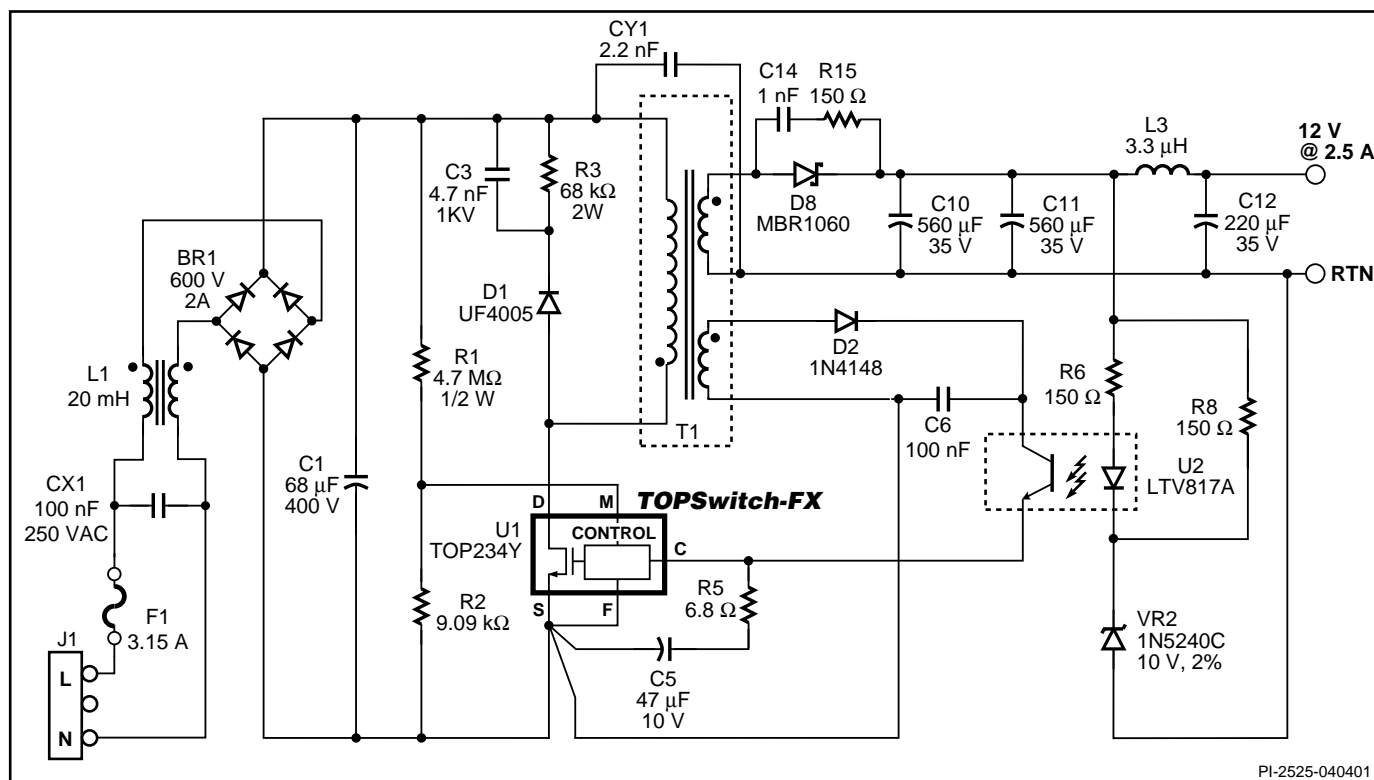 CY1
2.2 nF
C14
1 nF
R15
150 Ω
L3
3.3 µH
12 V
@ 2.5 A
C3
4.7 nF
1KV
R3
68 kΩ
2W
D8
MBR1060
C10
560 µF
35 V
C11
560 µF
35 V
C12
220 µF
35 V
RTN
BR1
600 V
2A
D1
UF4005
D2
1N4148
L1
20 mH
R1
4.7 MΩ
1/2 W
R6
150 Ω
R8
150 Ω
T1
C6
100 nF
U2
LTV817A
CX1
100 nF
250 VAC
C1
68 µF
400 V
TOPSwitch-FX
D
M
U1
TOP234Y
CONTROL
C
S
F
R2
9.09 kΩ
R5
6.8 Ω
F1
3.15 A
J1
L
N
C5
47 µF
10 V
VR2
1N5240C
10 V, 2%
PI-2525-040401